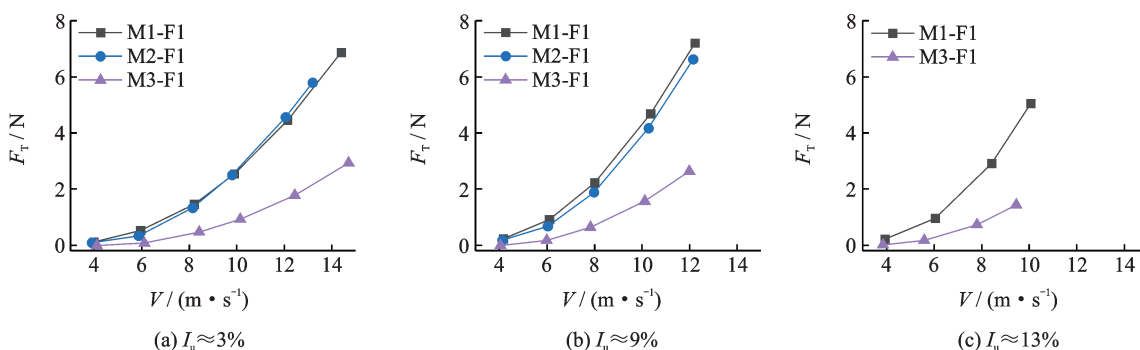 8
6
4
2
0
F_T / N
M1-F1
M2-F1
M3-F1
4 6 8 10 12 14
V / (m • s⁻¹)
(a) I_u≈3%
8
6
4
2
0
F_T / N
M1-F1
M2-F1
M3-F1
4 6 8 10 12 14
V / (m • s⁻¹)
(b) I_u≈9%
8
6
4
2
0
F_T / N
M1-F1
M3-F1
4 6 8 10 12 14
V / (m • s⁻¹)
(c) I_u≈13%